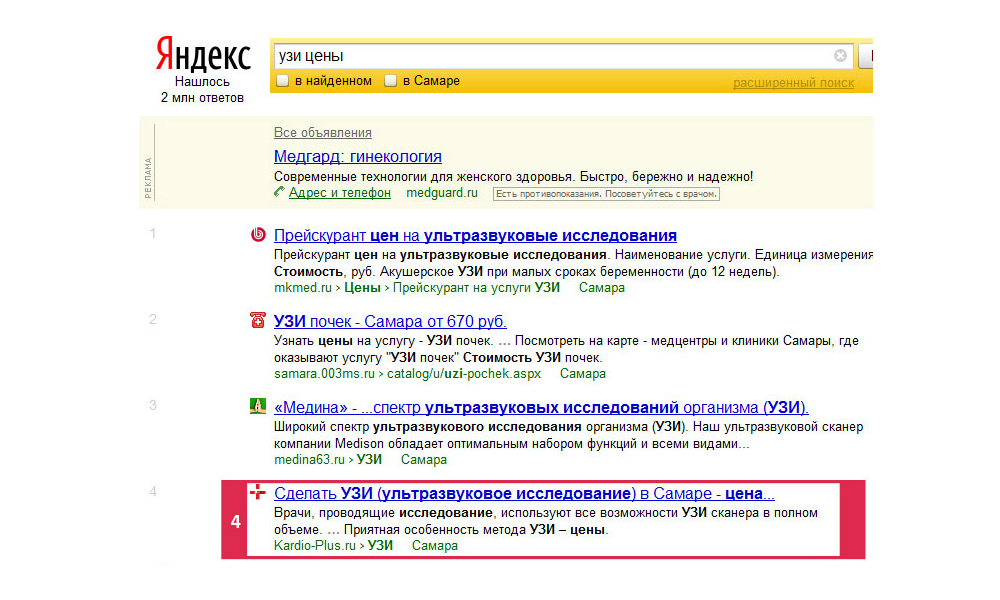 Яндекс
Нашлось
2 млн ответов
узи цены
в найденном в Самаре расширенный поиск
РЕКЛАМА
Все объявления
Медгард: гинекология
Современные технологии для женского здоровья. Быстро, бережно и надежно!
Адрес и телефон medguard.ru Есть противопоказания. Посоветуйтесь с врачом.
1 Прейскурант цен на ультразвуковые исследования
Прейскурант цен на ультразвуковые исследования. Наименование услуги. Единица измерения
Стоимость, руб. Акушерское УЗИ при малых сроках беременности (до 12 недель).
mkmed.ru › Цены › Прейскурант на услуги УЗИ Самара
2 УЗИ почек - Самара от 670 руб.
Узнать цены на услугу - УЗИ почек. ... Посмотреть на карте - медцентры и клиники Самары, где
оказывают услугу "УЗИ почек" Стоимость УЗИ почек.
samara.003ms.ru › catalog/u/uzi-pochek.aspx Самара
3 «Медина» - ...спектр ультразвуковых исследований организма (УЗИ).
Широкий спектр ультразвукового исследования организма (УЗИ). Наш ультразвуковой сканер
компании Medison обладает оптимальным набором функций и всеми видами...
medina63.ru › УЗИ Самара
4 Сделать УЗИ (ультразвуковое исследование) в Самаре - цена...
Врачи, проводящие исследование, используют все возможности УЗИ сканера в полном
4
объеме. ... Приятная особенность метода УЗИ – цены.
Kardio-Plus.ru › УЗИ Самара